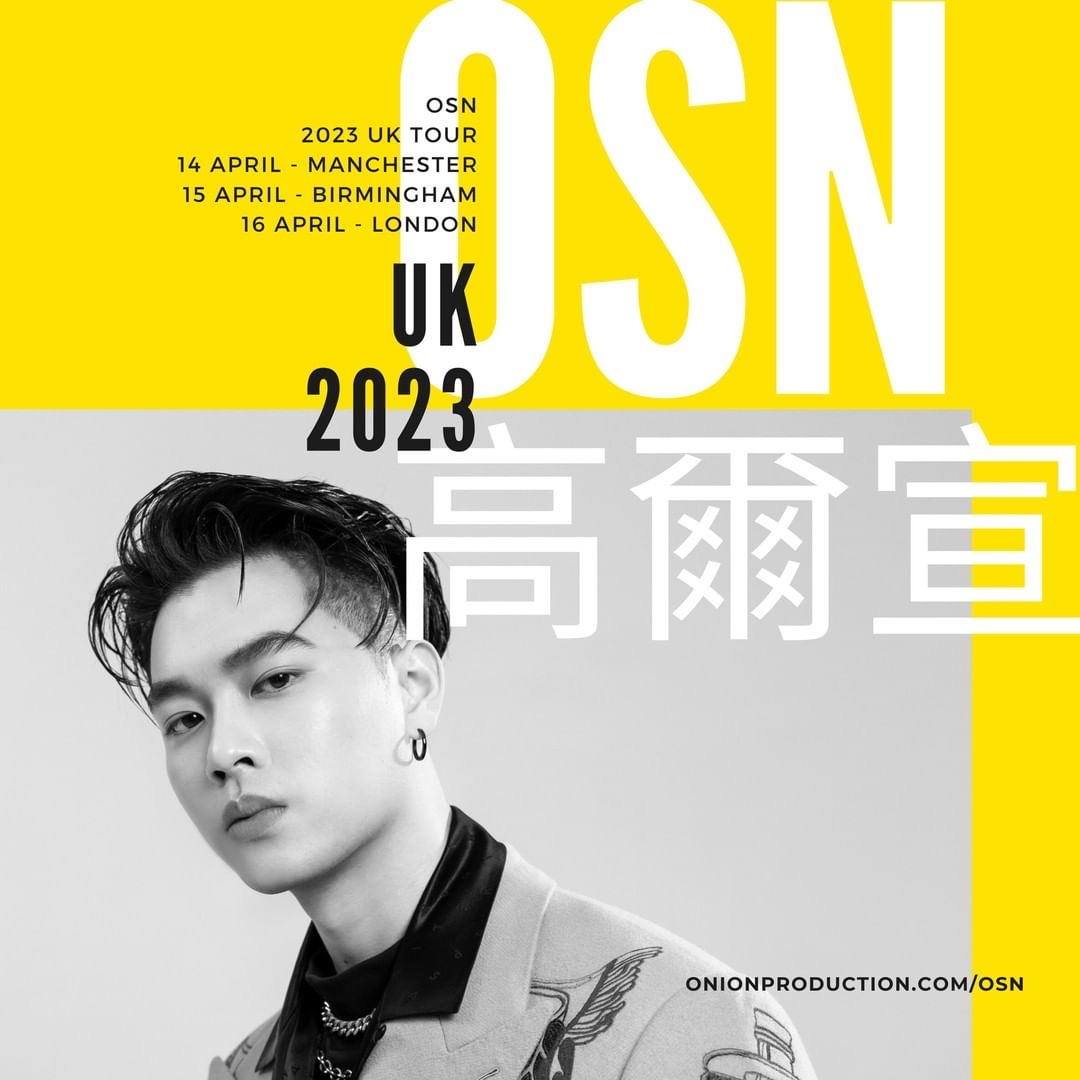 OSN
OSN
2023 UK TOUR
14 APRIL - MANCHESTER
15 APRIL - BIRMINGHAM
16 APRIL - LONDON
UK
2023
高爾宣
ONIONPRODUCTION.COM/OSN